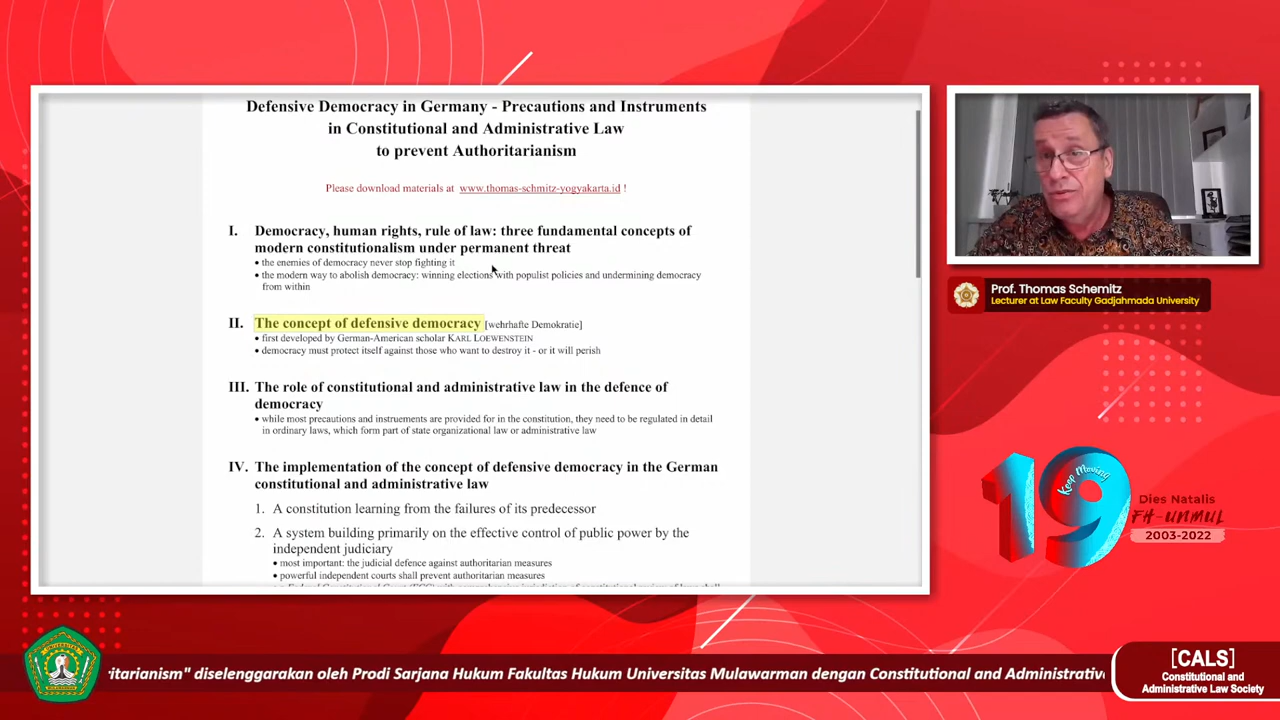 Defensive Democracy in Germany - Precautions and Instruments
in Constitutional and Administrative Law
to prevent Authoritarianism
Please download materials at www.thomas-schmitz-yogyakarta.id !
I. Democracy, human rights, rule of law: three fundamental concepts of
modern constitutionalism under permanent threat
• the enemies of democracy never stop fighting it
• the modern way to abolish democracy: winning elections with populist policies and undermining democracy
from within
II. The concept of defensive democracy [wehrhafte Demokratie]
• first developed by German-American scholar KARL LOEWENSTEIN
• democracy must protect itself against those who want to destroy it - or it will perish
III. The role of constitutional and administrative law in the defence of
democracy
• while most precautions and instruements are provided for in the constitution, they need to be regulated in detail
in ordinary laws, which form part of state organizational law or administrative law
IV. The implementation of the concept of defensive democracy in the German
constitutional and administrative law
1. A constitution learning from the failures of its predecessor
2. A system building primarily on the effective control of public power by the
independent judiciary
• most important: the judicial defence against authoritarian measures
• powerful independent courts shall prevent authoritarian measures
Prof. Thomas Schemitz
Lecturer at Law Faculty Gadjahmada University
19
Keep Moving
Dies Natalis
FH-UNMUL
2003-2022
itarianism" diselenggarakan oleh Prodi Sarjana Hukum Fakultas Hukum Universitas Mulawarman dengan Constitutional and Administrativ
[CALS]
Constitutional and
Administrative Law Society